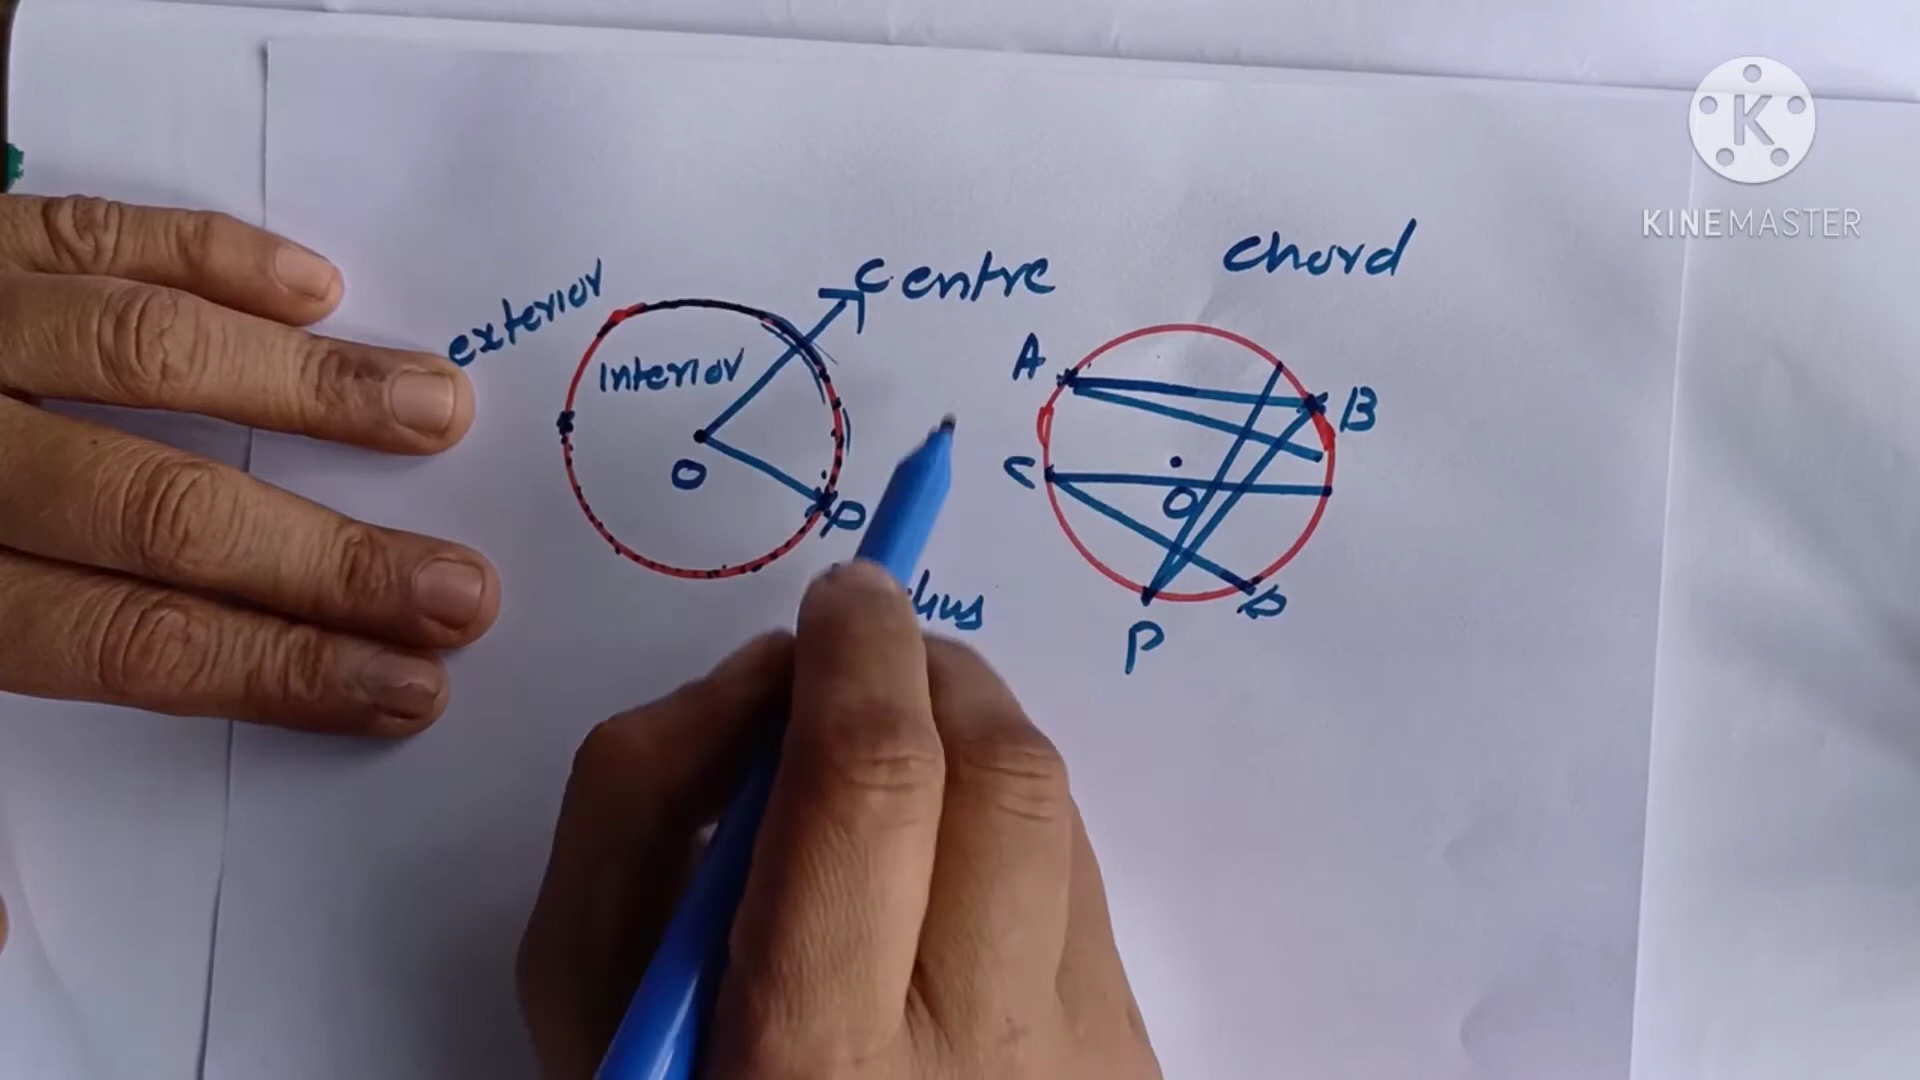 exterior
Interior
Centre
O
P
Chord
A
B
C
O
D
P
K
KINEMASTER